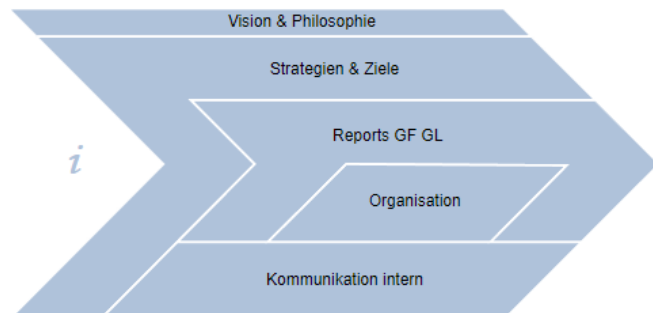 Vision & Philosophie
Strategien & Ziele
Reports GF GL
i
Organisation
Kommunikation intern